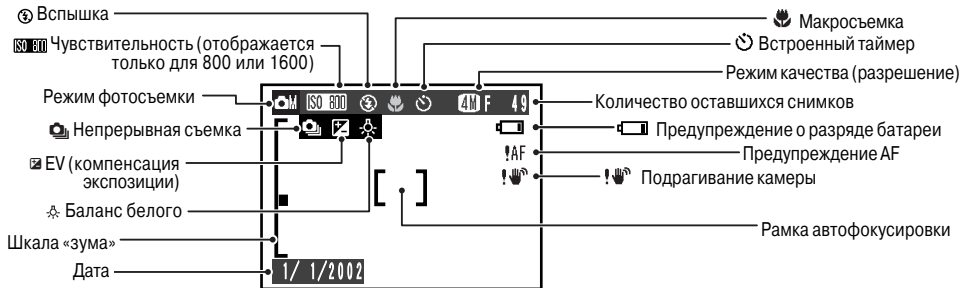 Вспышка
ISO 800 Чувствительность (отображается
только для 800 или 1600)
Режим фотосъемки
Непрерывная съемка
EV (компенсация
экспозиции)
Баланс белого
Шкала «зума»
Дата
M ISO 800 4M F 49
!AF
!
1/ 1/2002
Макросъемка
Встроенный таймер
Режим качества (разрешение)
Количество оставшихся снимков
Предупреждение о разряде батареи
Предупреждение AF
! Подрагивание камеры
Рамка автофокусировки